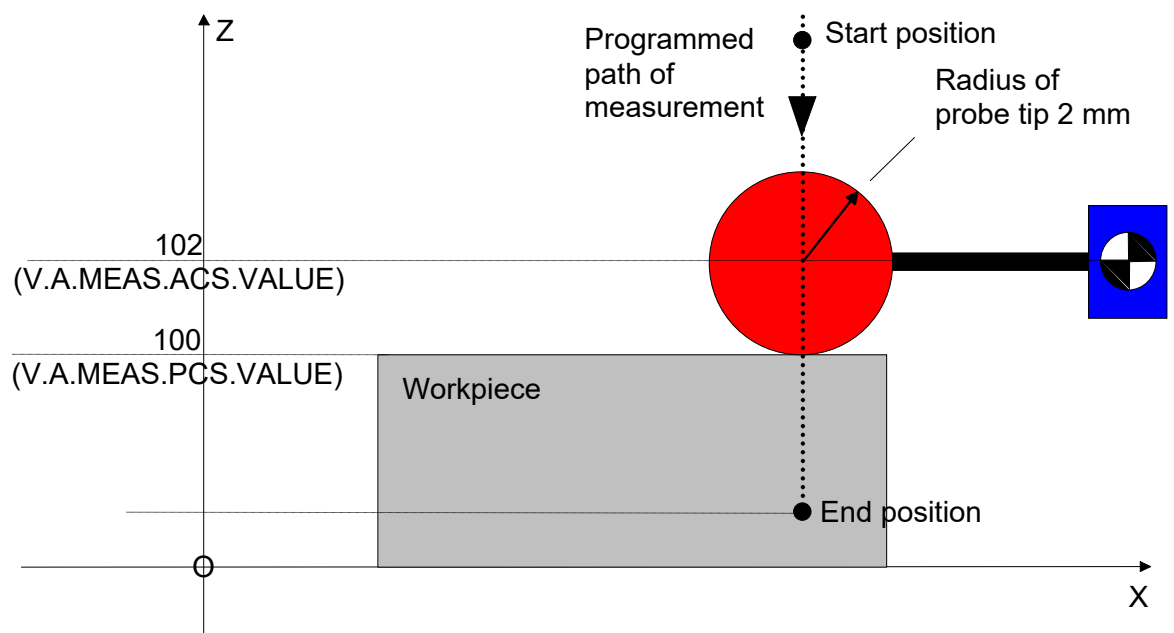 Z
Programmed
path of
measurement
Start position
Radius of
probe tip 2 mm
102
(V.A.MEAS.ACS.VALUE)
100
(V.A.MEAS.PCS.VALUE)
Workpiece
End position
O
X